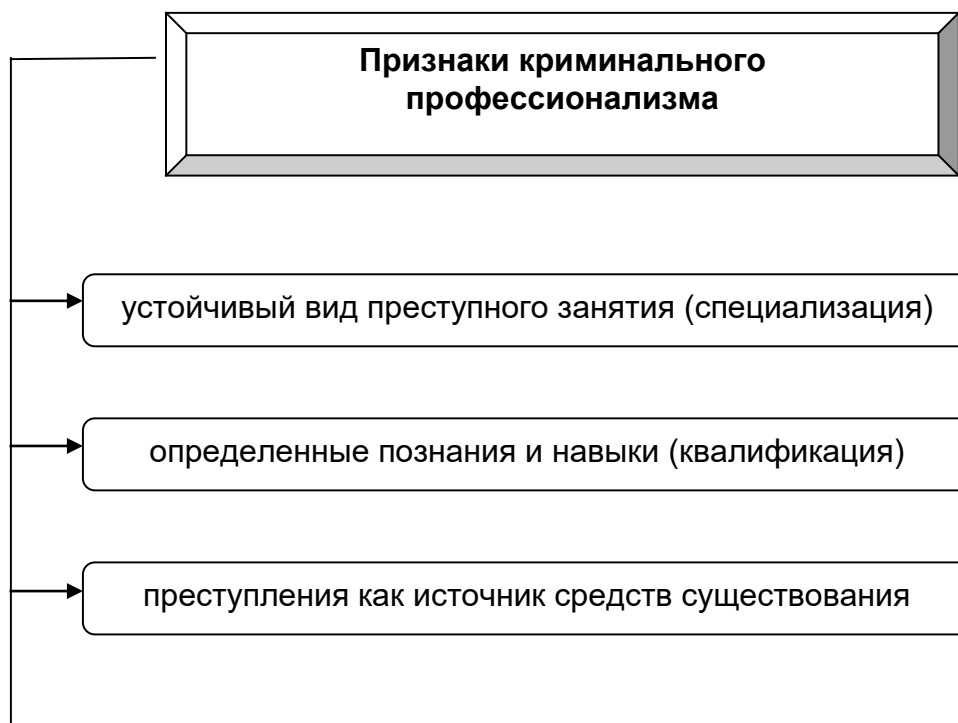 Признаки криминального
профессионализма
устойчивый вид преступного занятия (специализация)
определенные познания и навыки (квалификация)
преступления как источник средств существования